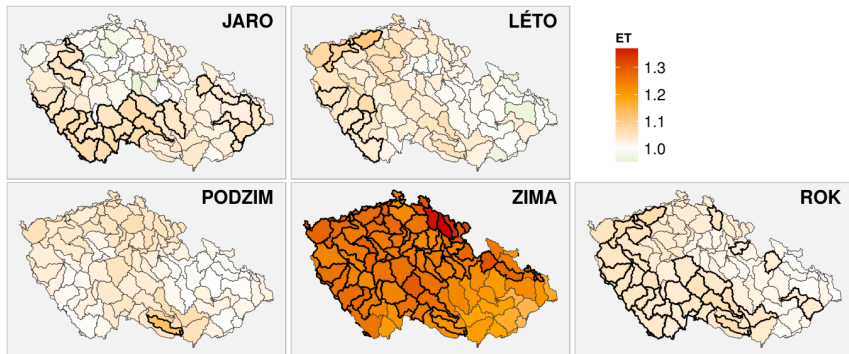 JARO
LÉTO
ET
1.3
1.2
1.1
1.0
PODZIM
ZIMA
ROK